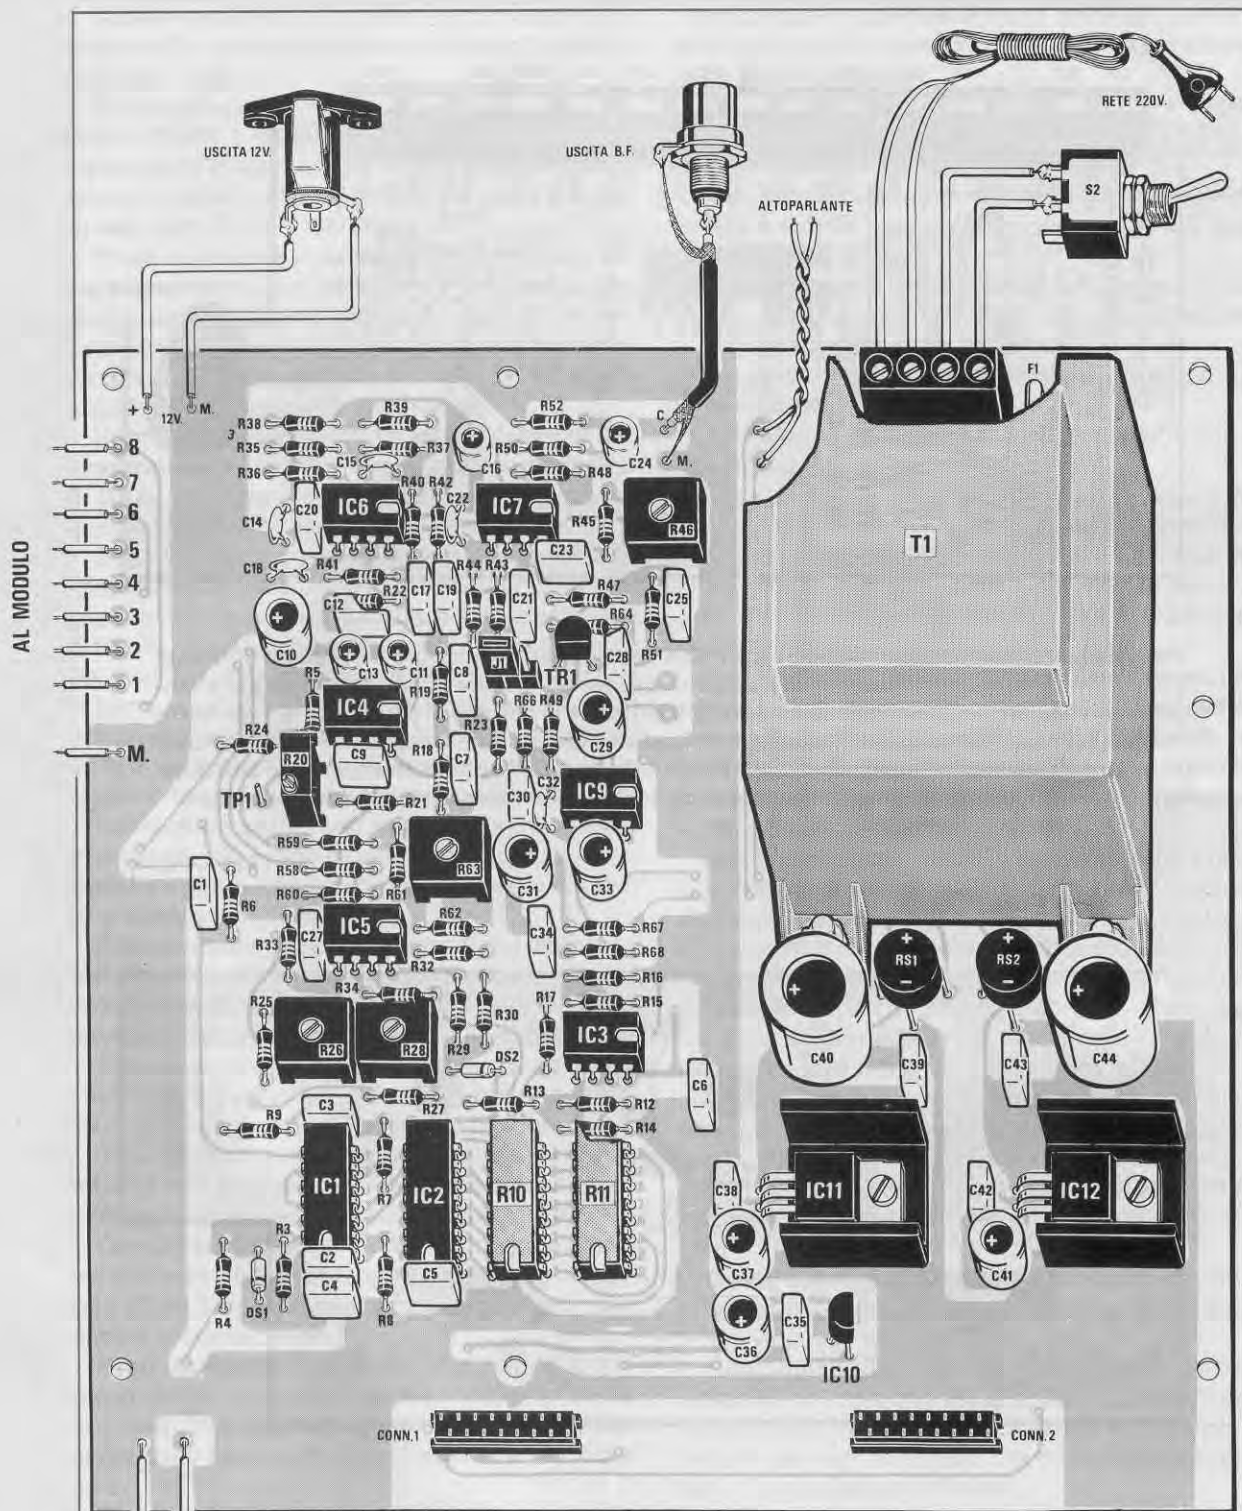 RETE 220V.
USCITA 12V.
USCITA B.F.
S2
ALTOPARLANTE
F1
+ 12V. M.
C
M.
R38
R39
R52
3
R35
C15
R37
C16
R50
C24
R36
R40 R42
C22
R48
8
7
6
5
4
3
2
1
M.
AL MODULO
C14
C20
IC6
IC7
R45
R46
T1
C18
R41
C23
R44 R43
R47
R22
C12
C17
C19
C21
R64
R51
C25
C10
C13
C11
R19
C8
J1
TR1
C28
R5
IC4
R23
R66 R49
C29
R24
R20
C9
R18
C7
TP1
R21
C30
C32
IC9
R59
R58
R60
R61
R63
C31
C33
C1
R6
R33
C27
IC5
R62
R32
C34
R67
R68
R16
R15
+
RS1
-
+
RS2
-
R34
R25
R26
R28
R29
R30
DS2
R17
IC3
C40
C39
C43
C44
C6
R9
C3
R27
R13
R12
R14
IC1
R7
IC2
R10
R11
C38
IC11
C42
IC12
R3
C2
C4
C5
C37
C41
R4
DS1
R8
C36
C35
IC10
CONN.1
CONN.2